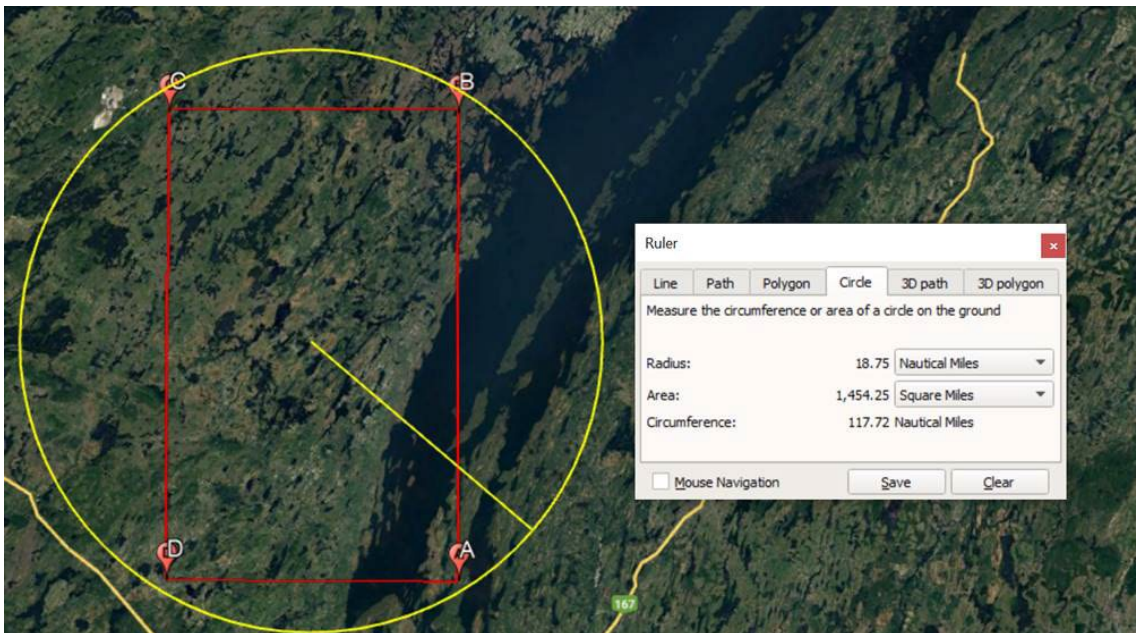 C
B
D
A
167
Ruler
Line Path Polygon Circle 3D path 3D polygon
Measure the circumference or area of a circle on the ground
Radius: 18.75 Nautical Miles
Area: 1,454.25 Square Miles
Circumference: 117.72 Nautical Miles
Mouse Navigation Save Clear